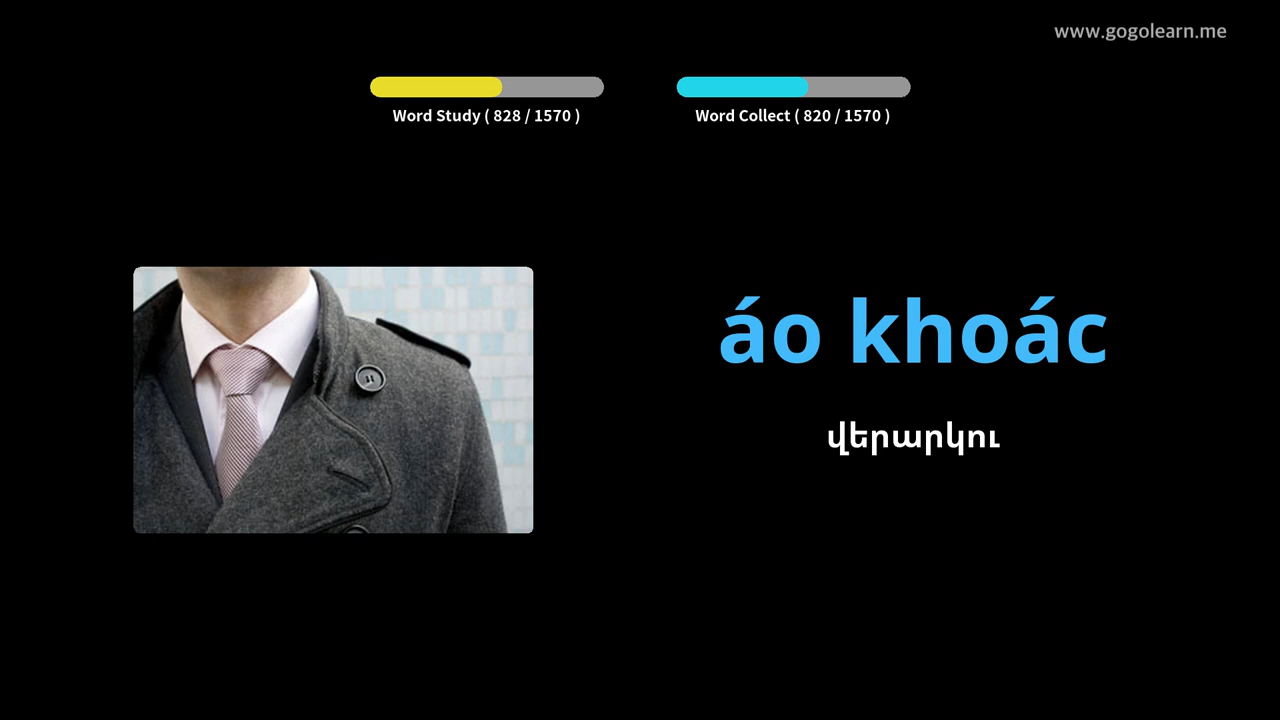 www.gogolearn.me
Word Study ( 828 / 1570 )
Word Collect ( 820 / 1570 )
áo khoác
վերարկու